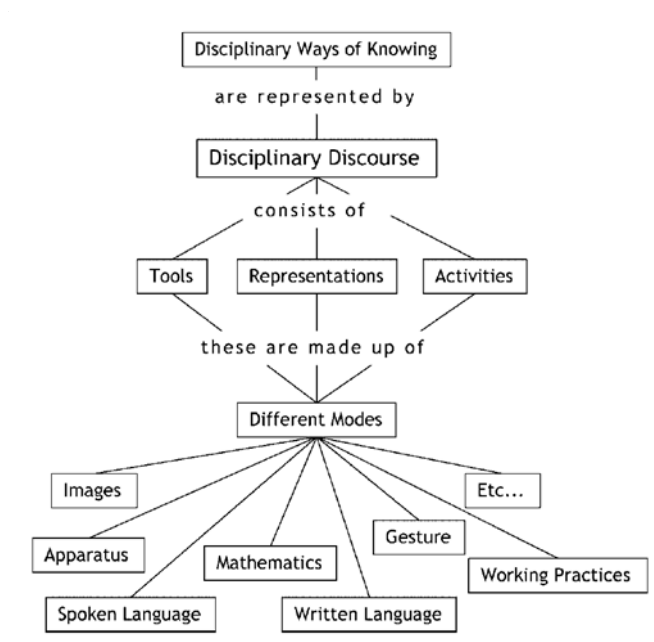 Disciplinary Ways of Knowing
are represented by
Disciplinary Discourse
consists of
Tools
Representations
Activities
these are made up of
Different Modes
Images
Etc...
Apparatus
Mathematics
Gesture
Working Practices
Spoken Language
Written Language